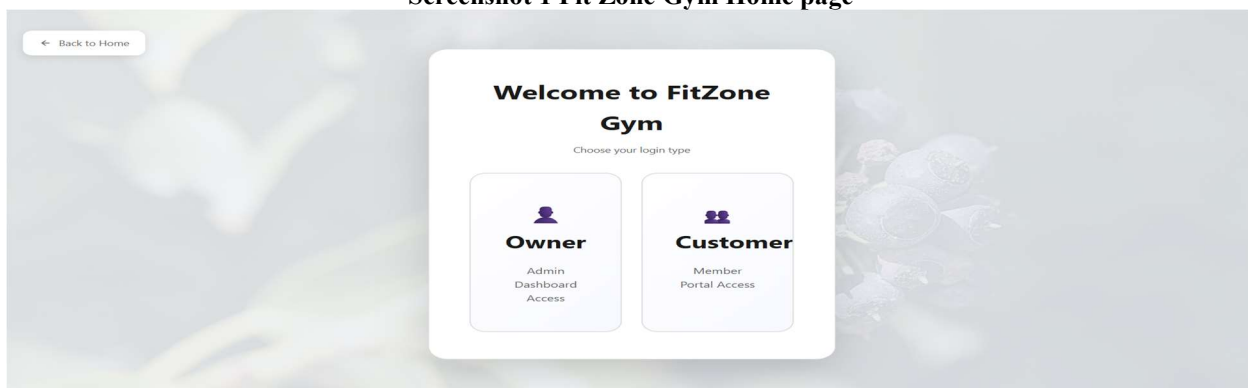 Screenshot 1 Fit Zone Gym Home page
← Back to Home
Welcome to FitZone
Gym
Choose your login type
Owner
Admin
Dashboard
Access
Customer
Member
Portal Access